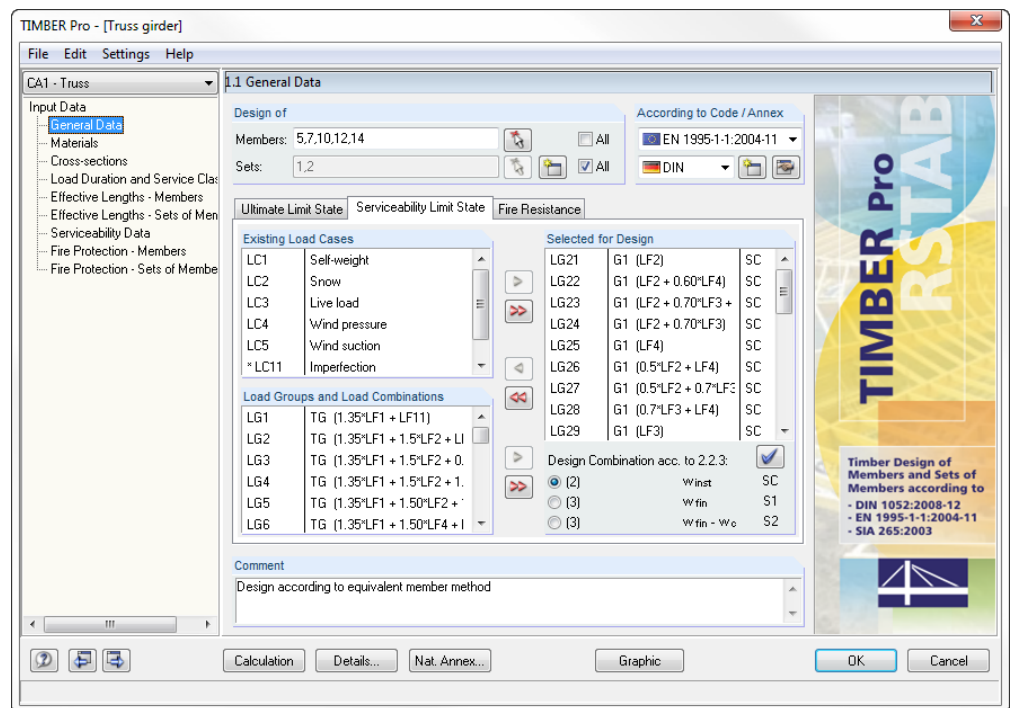 TIMBER Pro - [Truss girder]
File Edit Settings Help
CA1 - Truss
1.1 General Data
Input Data
General Data
Materials
Cross-sections
Load Duration and Service Clas
Effective Lengths - Members
Effective Lengths - Sets of Men
Serviceability Data
Fire Protection - Members
Fire Protection - Sets of Membe
Design of
Members: 5,7,10,12,14 All
Sets: 1,2 All
According to Code / Annex
EN 1995-1-1:2004-11
DIN
Ultimate Limit State Serviceability Limit State Fire Resistance
Existing Load Cases
LC1 Self-weight
LC2 Snow
LC3 Live load
LC4 Wind pressure
LC5 Wind suction
* LC11 Imperfection
Load Groups and Load Combinations
LG1 TG (1.35*LF1 + LF11)
LG2 TG (1.35*LF1 + 1.5*LF2 + LI
LG3 TG (1.35*LF1 + 1.5*LF2 + 0.
LG4 TG (1.35*LF1 + 1.5*LF2 + 1.
LG5 TG (1.35*LF1 + 1.50*LF2 +
LG6 TG (1.35*LF1 + 1.50*LF4 + l
Selected for Design
LG21 G1 (LF2) SC
LG22 G1 (LF2 + 0.60*LF4) SC
LG23 G1 (LF2 + 0.70*LF3 + SC
LG24 G1 (LF2 + 0.70*LF3) SC
LG25 G1 (LF4) SC
LG26 G1 (0.5*LF2 + LF4) SC
LG27 G1 (0.5*LF2 + 0.7*LF3 SC
LG28 G1 (0.7*LF3 + LF4) SC
LG29 G1 (LF3) SC
Design Combination acc. to 2.2.3:
(2) w inst SC
(3) w fin S1
(3) w fin - w c S2
Comment
Design according to equivalent member method
TIMBER Pro
RSTAB
Timber Design of
Members and Sets of
Members according to
- DIN 1052:2008-12
- EN 1995-1-1:2004-11
- SIA 265:2003
Calculation Details... Nat. Annex... Graphic OK Cancel